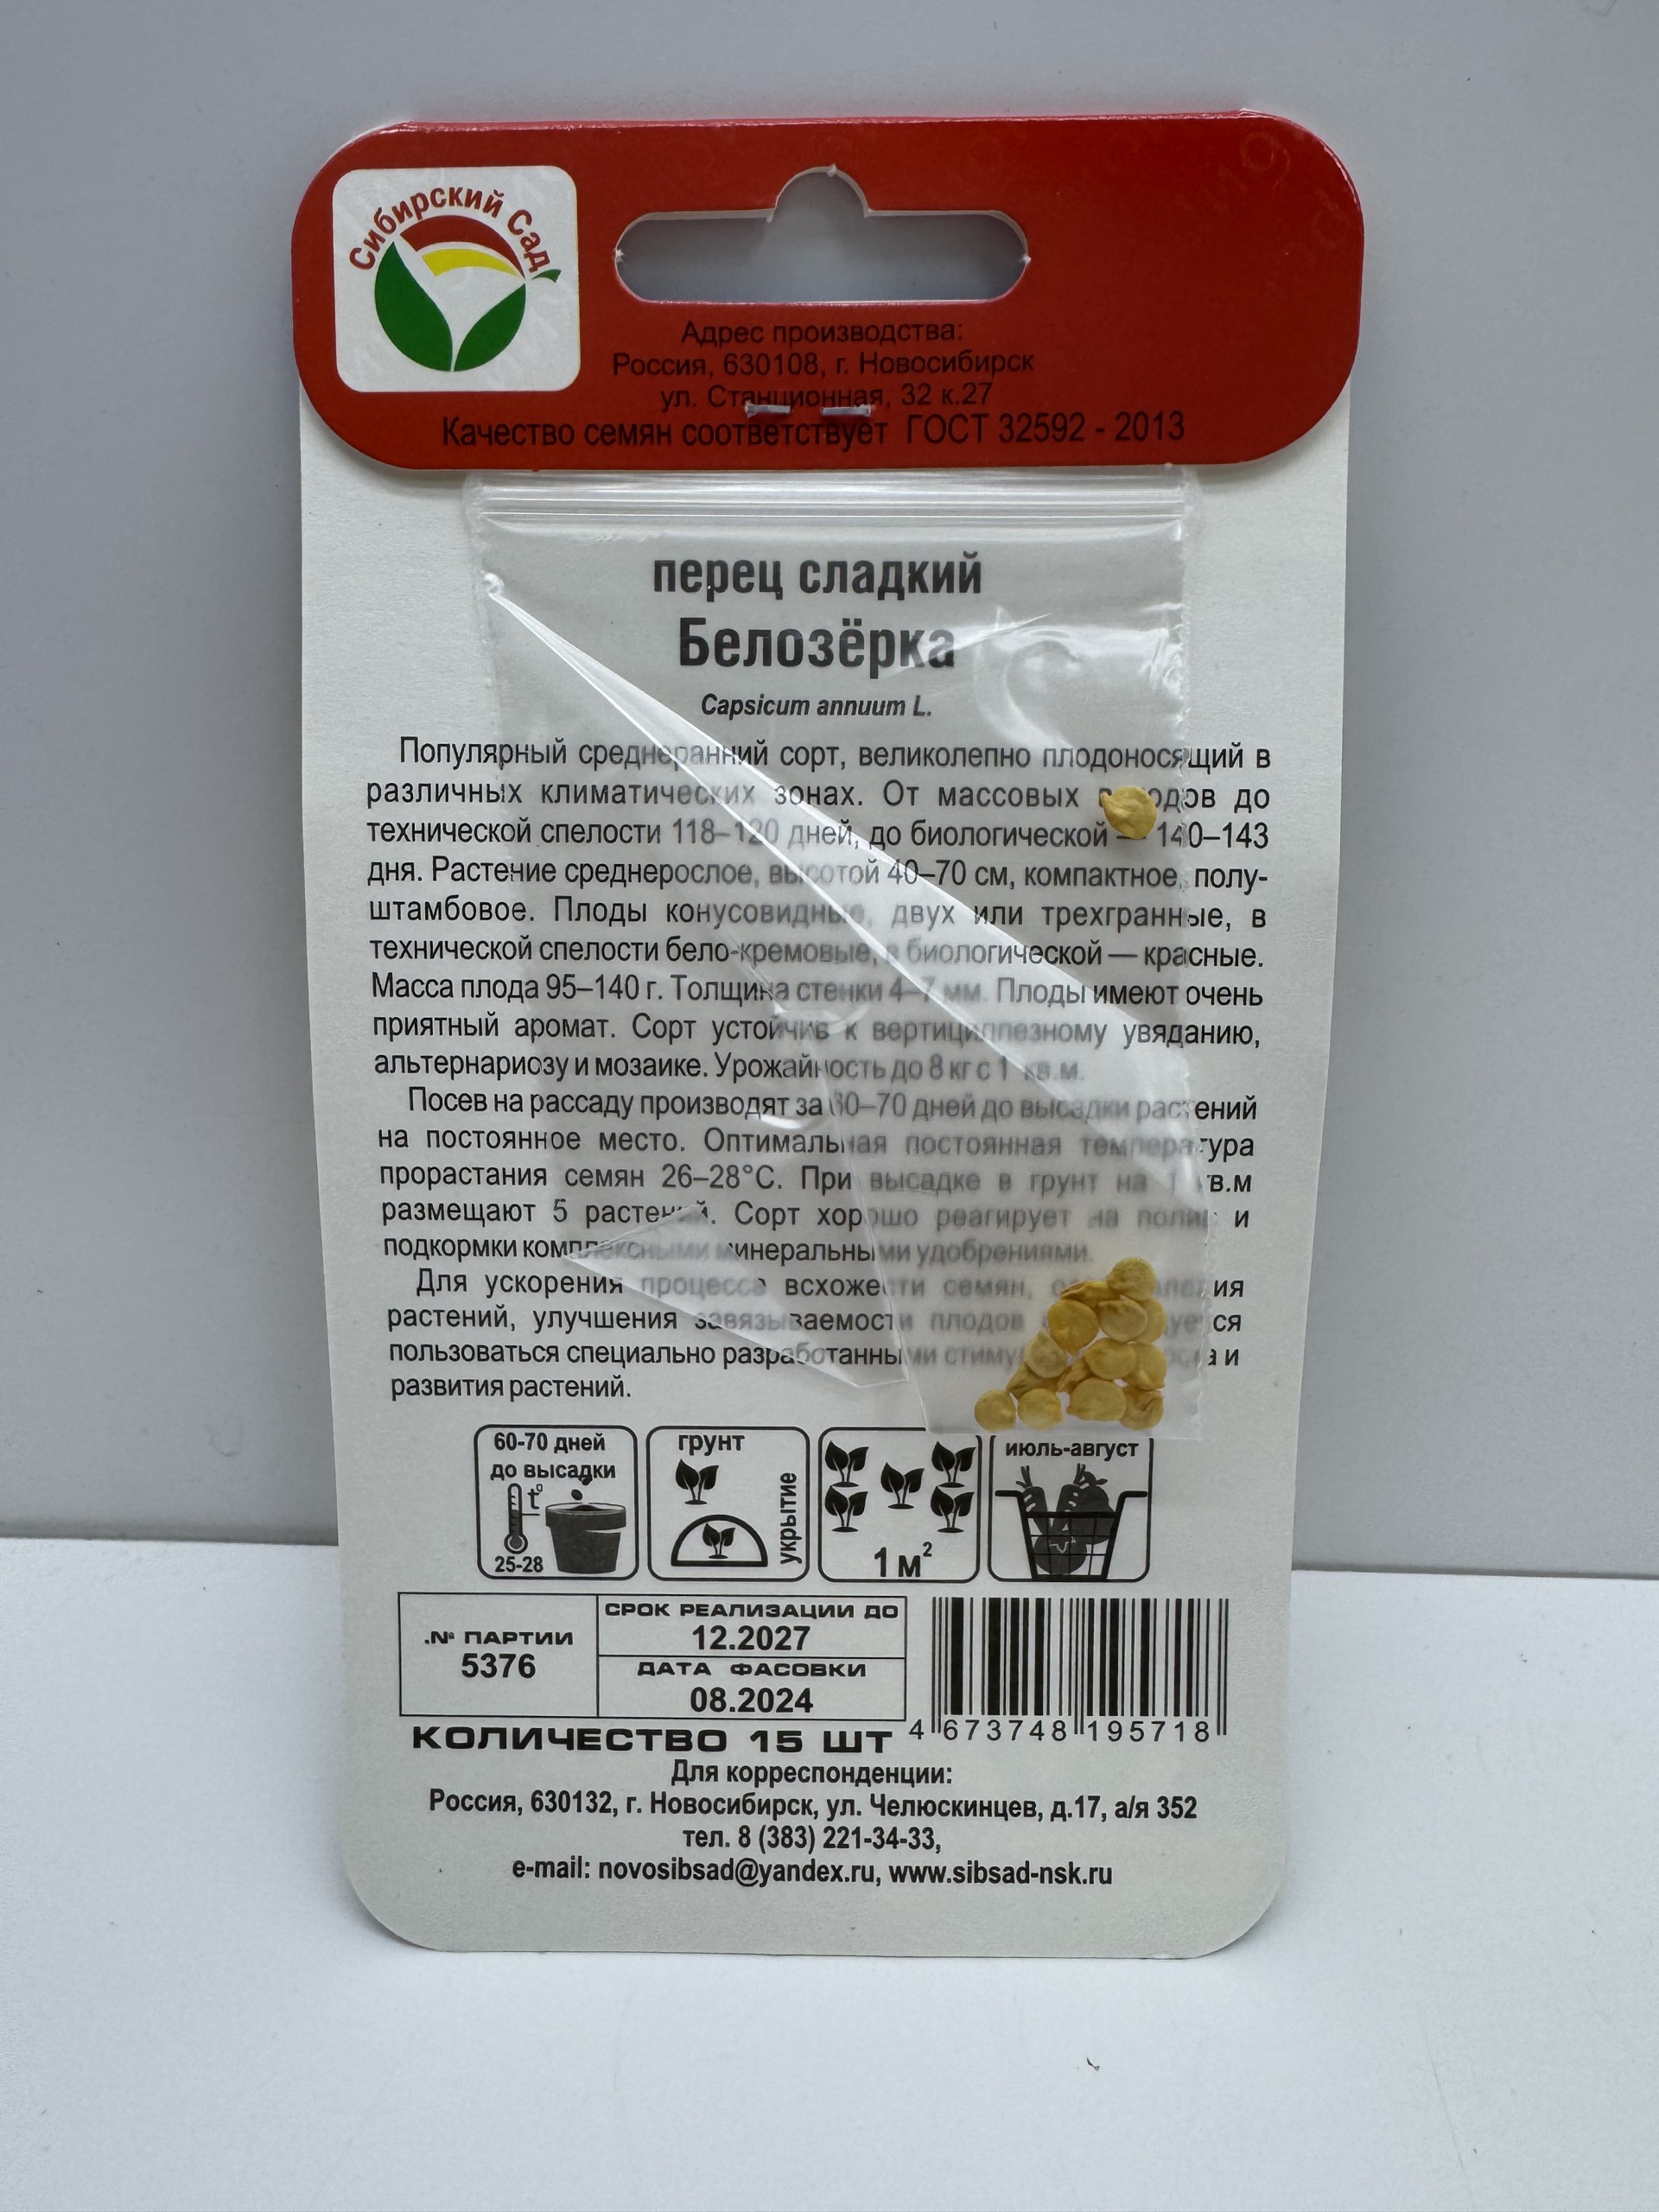 Сибирский Сад
Адрес производства:
Россия, 630108, г. Новосибирск
ул. Станционная, 32 к.27
Качество семян соответствует ГОСТ 32592 - 2013
перец сладкий
Белозёрка
Capsicum annuum L.
Популярный среднеранний сорт, великолепно плодоносящий в
различных климатических зонах. От массовых до
технической спелости 118–120 дней, до биологической — 140–143
дня. Растение среднерослое, высотой 40–70 см, компактное, полу-
штамбовое. Плоды конусовидные, двух или трехгранные, в
технической спелости бело-кремовые, в биологической — красные.
Масса плода 95–140 г. Толщина стенки 4–7 мм. Плоды имеют очень
приятный аромат. Сорт устойчив к вертициллезному увяданию,
альтернариозу и мозаике. Урожайность до 8 кг с 1 кв.м.
Посев на рассаду производят за 60–70 дней до высадки растений
на постоянное место. Оптимальная постоянная температура
прорастания семян 26–28°C. При высадке в грунт на 1 кв.м
размещают 5 растений. Сорт хорошо реагирует на полив и
подкормки комплексными минеральными удобрениями.
Для ускорения процесса всхожести семян,
растений, улучшения завязываемости плодов
пользоваться специально разработанными и
развития растений.
60-70 дней
до высадки
t°
25-28
грунт
укрытие
1 м²
июль-август
№ ПАРТИИ
5376
СРОК РЕАЛИЗАЦИИ ДО
12.2027
ДАТА ФАСОВКИ
08.2024
КОЛИЧЕСТВО 15 ШТ
4 673748 195718
Для корреспонденции:
Россия, 630132, г. Новосибирск, ул. Челюскинцев, д.17, а/я 352
тел. 8 (383) 221-34-33,
e-mail: novosibsad@yandex.ru, www.sibsad-nsk.ru